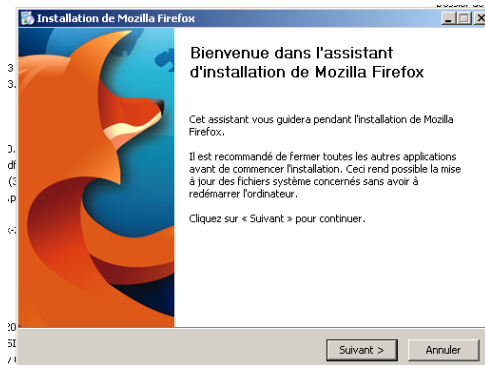 Installation de Mozilla Firefox
Bienvenue dans l'assistant
d'installation de Mozilla Firefox
Cet assistant vous guidera pendant l'installation de Mozilla
Firefox.
Il est recommandé de fermer toutes les autres applications
avant de commencer l'installation. Ceci rend possible la mise
à jour des fichiers système concernés sans avoir à
redémarrer l'ordinateur.
Cliquez sur « Suivant » pour continuer.
Suivant >
Annuler